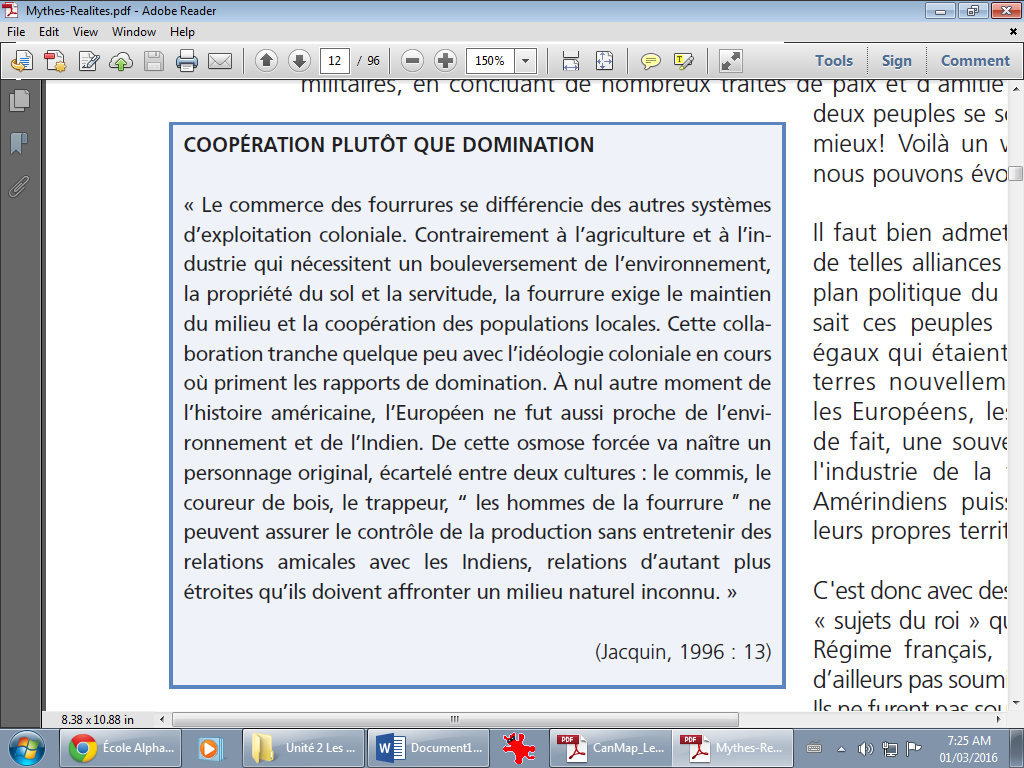 Mythes-Realites.pdf - Adobe Reader
File Edit View Window Help
12 / 96 150% Tools Sign Comment
militaires, en concluant de nombreux traités de paix et d'amitié
COOPÉRATION PLUTÔT QUE DOMINATION
« Le commerce des fourrures se différencie des autres systèmes
d'exploitation coloniale. Contrairement à l'agriculture et à l'in-
dustrie qui nécessitent un bouleversement de l'environnement,
la propriété du sol et la servitude, la fourrure exige le maintien
du milieu et la coopération des populations locales. Cette colla-
boration tranche quelque peu avec l'idéologie coloniale en cours
où priment les rapports de domination. À nul autre moment de
l'histoire américaine, l'Européen ne fut aussi proche de l'envi-
ronnement et de l'Indien. De cette osmose forcée va naître un
personnage original, écartelé entre deux cultures : le commis, le
coureur de bois, le trappeur, “ les hommes de la fourrure ” ne
peuvent assurer le contrôle de la production sans entretenir des
relations amicales avec les Indiens, relations d'autant plus
étroites qu'ils doivent affronter un milieu naturel inconnu. »
(Jacquin, 1996 : 13)
deux peuples se
mieux! Voilà un
nous pouvons
Il faut bien
de telles alliances
plan politique du
sait ces peuples
égaux qui étaient
terres
les Européens,
de fait, une
l'industrie de la
Amérindiens
leurs propres
C'est donc avec des
« sujets du roi »
Régime français,
d'ailleurs pas
Ils ne furent pas
8.38 x 10.88 in
École Alpha... Unité 2 Les ... Document1... CanMap_Le... Mythes-Re... 7:25 AM
01/03/2016